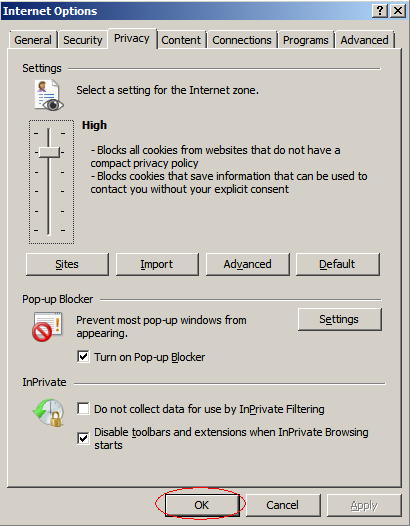 Internet Options
General Security Privacy Content Connections Programs Advanced
Settings
Select a setting for the Internet zone.
High
- Blocks all cookies from websites that do not have a
compact privacy policy
- Blocks cookies that save information that can be used to
contact you without your explicit consent
Sites Import Advanced Default
Pop-up Blocker
Prevent most pop-up windows from
appearing.
Settings
Turn on Pop-up Blocker
InPrivate
Do not collect data for use by InPrivate Filtering
Disable toolbars and extensions when InPrivate Browsing
starts
OK Cancel Apply